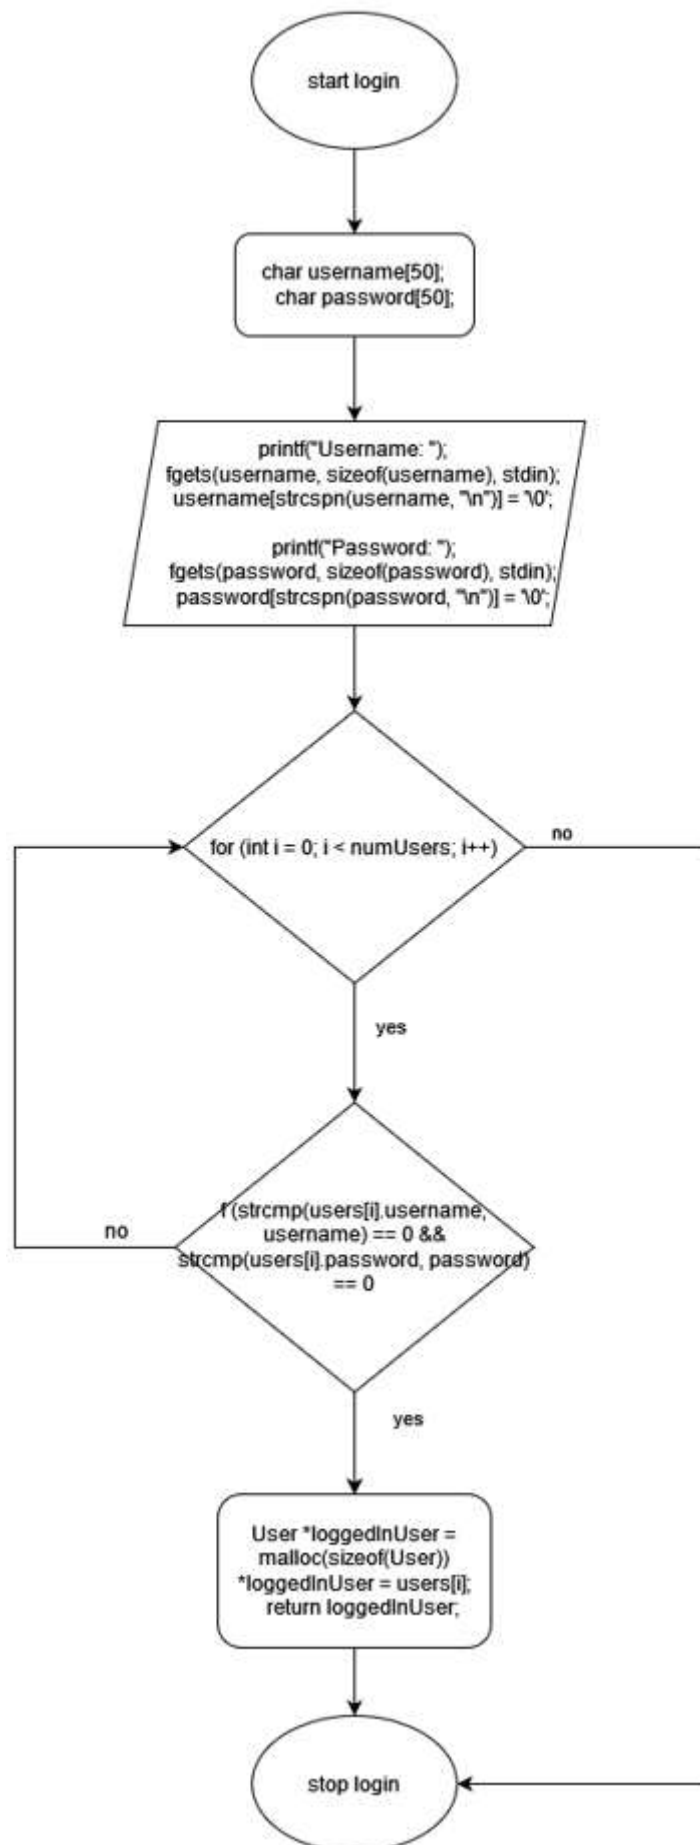 start login
char username[50];
char password[50];
printf("Username: ");
fgets(username, sizeof(username), stdin);
username[strcspn(username, "\n")] = '\0';
printf("Password: ");
fgets(password, sizeof(password), stdin);
password[strcspn(password, "\n")] = '\0';
for (int i = 0; i < numUsers; i++)
no
yes
f (strcmp(users[i].username,
username) == 0 &&
strcmp(users[i].password, password)
== 0
no
yes
User *loggedInUser =
malloc(sizeof(User))
*loggedInUser = users[i];
return loggedInUser;
stop login